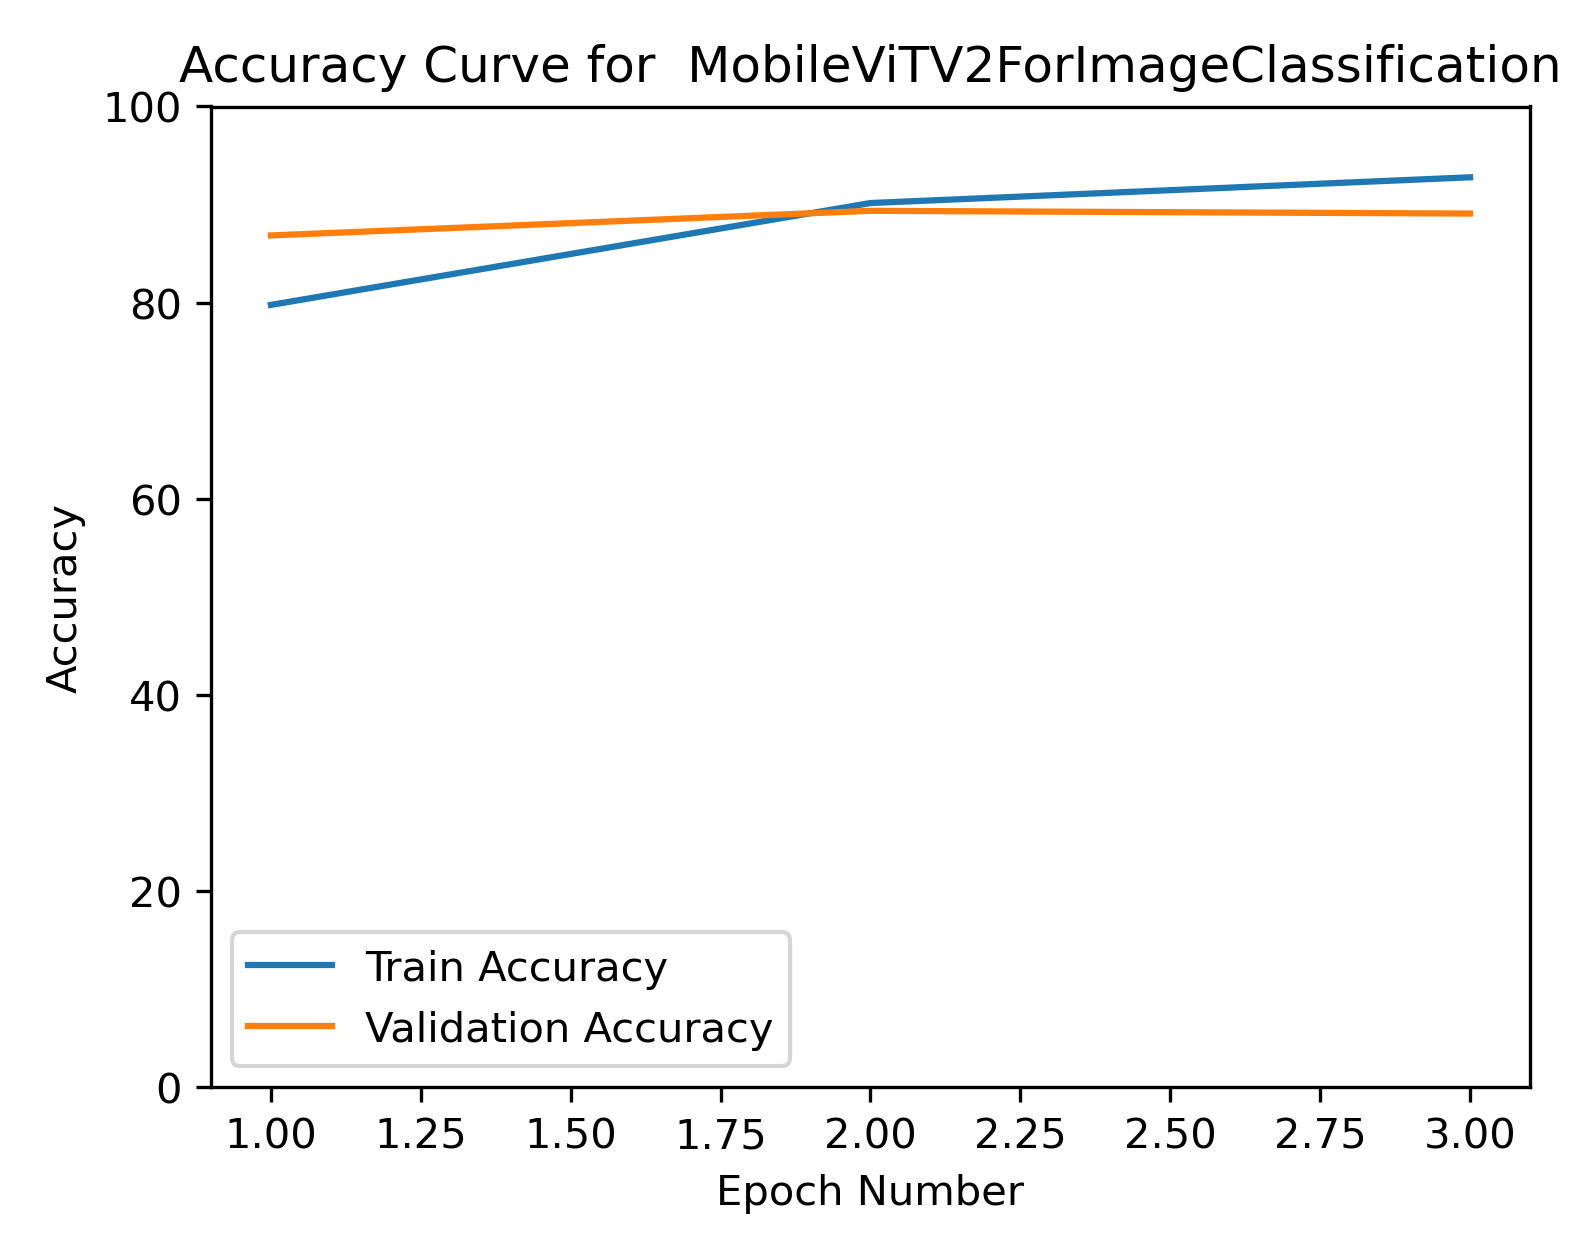 Accuracy Curve for  MobileViTV2ForImageClassification
100
80
60
40
20
0
Accuracy
Train Accuracy
Validation Accuracy
1.00 1.25 1.50 1.75 2.00 2.25 2.50 2.75 3.00
Epoch Number